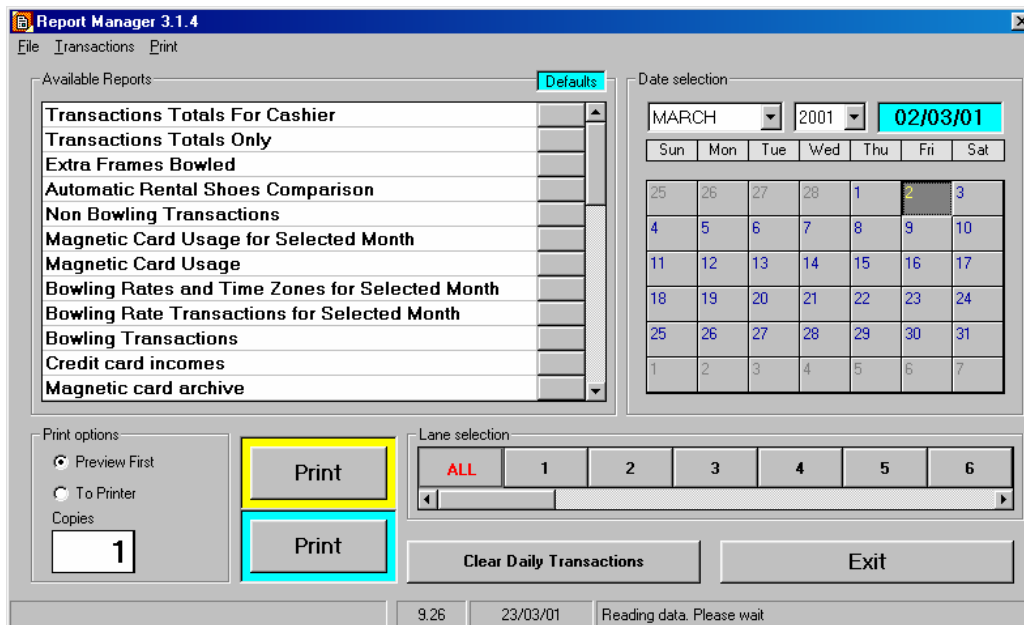 Report Manager 3.1.4
File Transactions Print
Available Reports
Defaults
Transactions Totals For Cashier
Transactions Totals Only
Extra Frames Bowled
Automatic Rental Shoes Comparison
Non Bowling Transactions
Magnetic Card Usage for Selected Month
Magnetic Card Usage
Bowling Rates and Time Zones for Selected Month
Bowling Rate Transactions for Selected Month
Bowling Transactions
Credit card incomes
Magnetic card archive
Date selection
MARCH 2001 02/03/01
Sun Mon Tue Wed Thu Fri Sat
25 26 27 28 1 2 3
4 5 6 7 8 9 10
11 12 13 14 15 16 17
18 19 20 21 22 23 24
25 26 27 28 29 30 31
1 2 3 4 5 6 7
Print options
Preview First
To Printer
Copies
1
Print
Print
Lane selection
ALL 1 2 3 4 5 6
Clear Daily Transactions
Exit
9.26 23/03/01 Reading data. Please wait